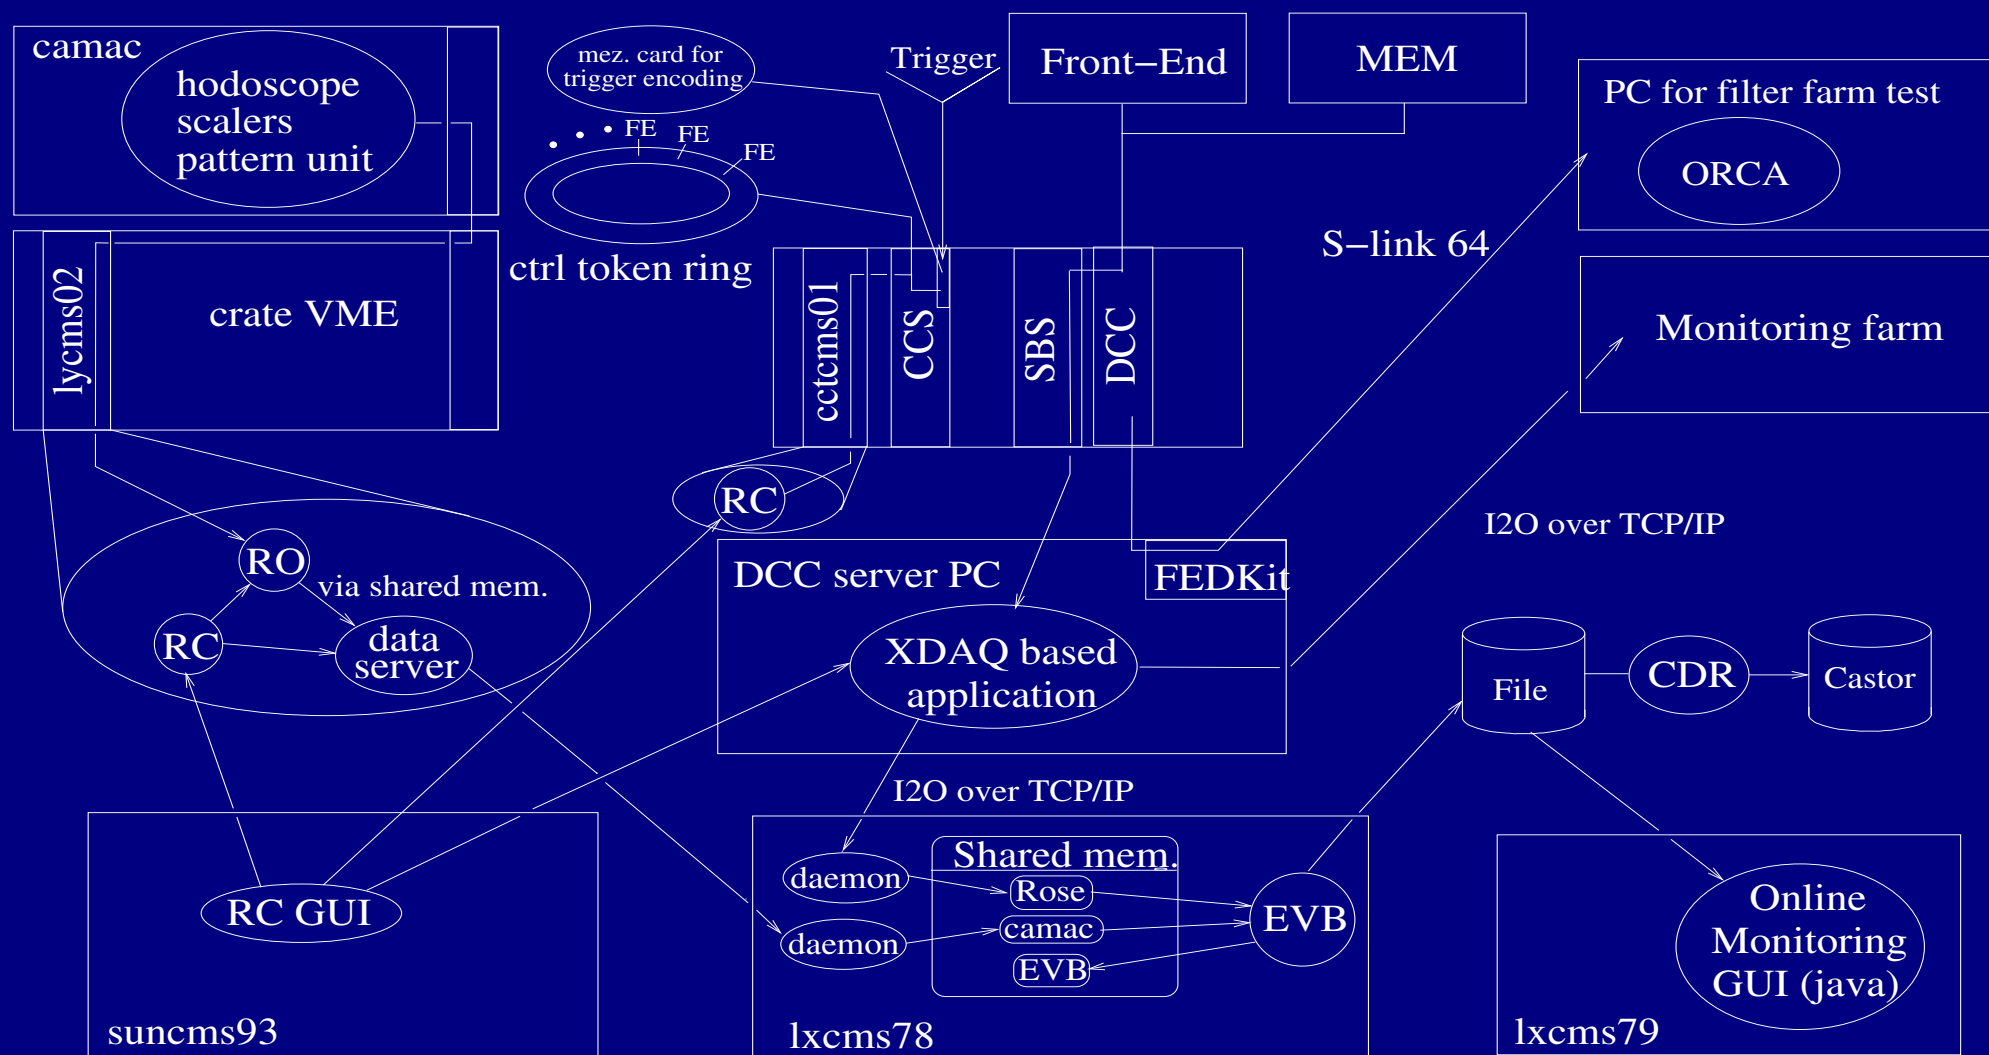 camac
hodoscope
scalers
pattern unit
mez. card for
trigger encoding
Trigger
Front−End
MEM
PC for filter farm test
ORCA
FE
FE
FE
ctrl token ring
S−link 64
lycms02
crate VME
cctcms01
CCS
SBS
DCC
Monitoring farm
RC
I2O over TCP/IP
RO
via shared mem.
RC
data
server
DCC server PC
FEDKit
XDAQ based
application
File
CDR
Castor
I2O over TCP/IP
RC GUI
suncms93
daemon
daemon
Shared mem.
Rose
camac
EVB
EVB
lxcms78
Online
Monitoring
GUI (java)
lxcms79